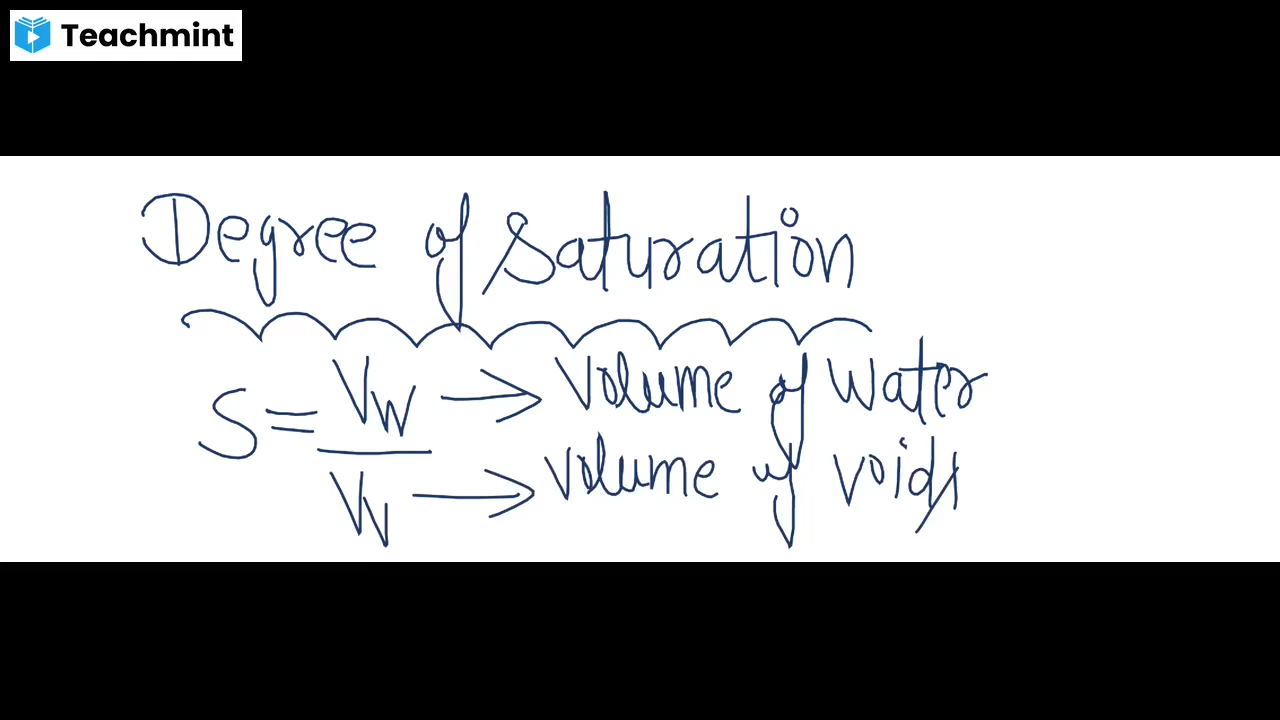 Teachmint
Degree of Saturation
S = Vw → Volume of Water
Vv → Volume of Voids